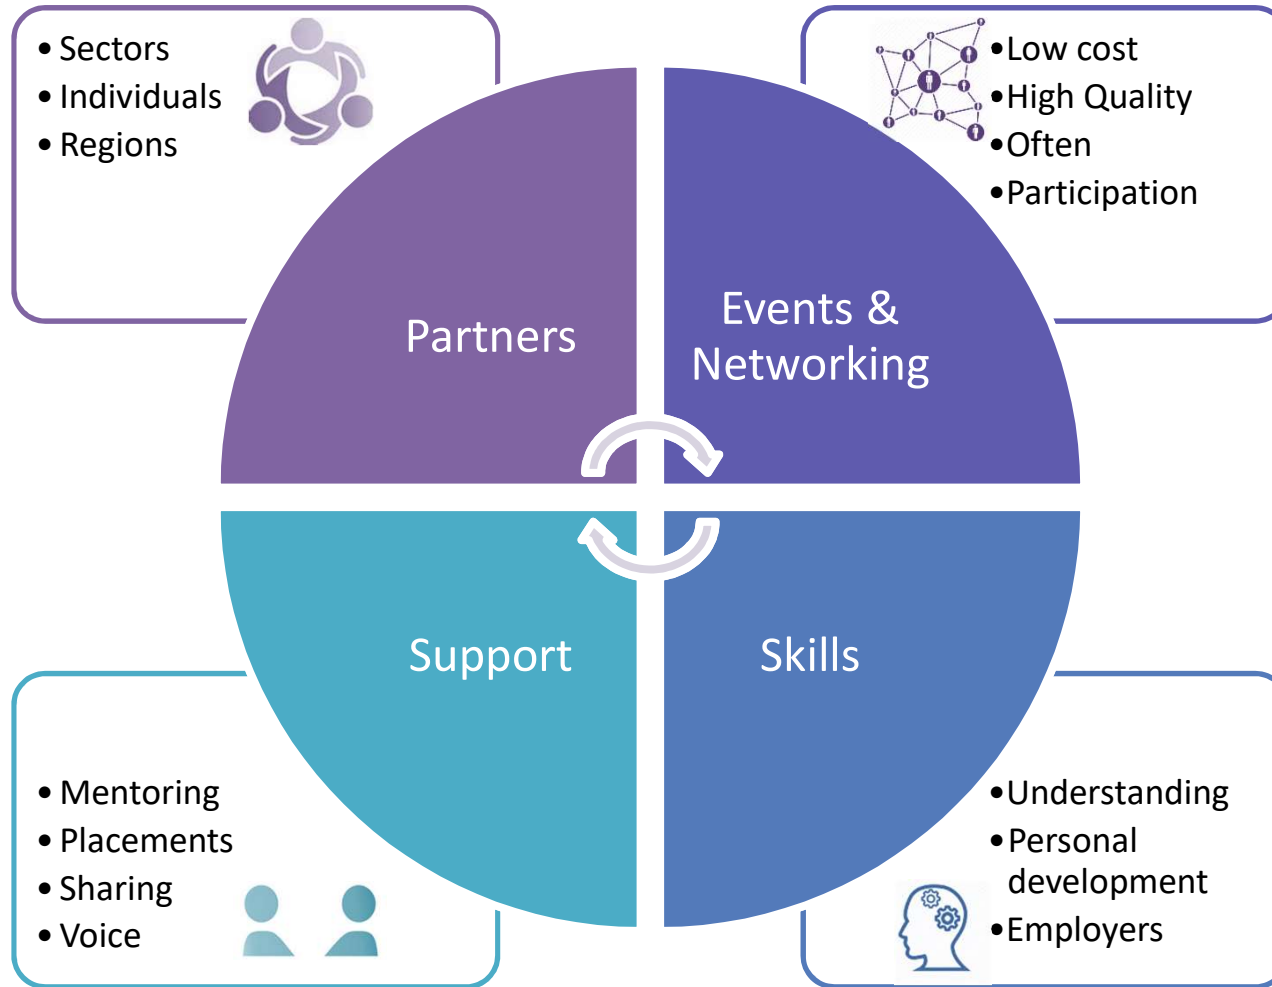 • Sectors
• Individuals
• Regions
•Low cost
•High Quality
•Often
•Participation
Partners
Events &
Networking
Support
Skills
• Mentoring
• Placements
• Sharing
• Voice
•Understanding
•Personal
development
•Employers